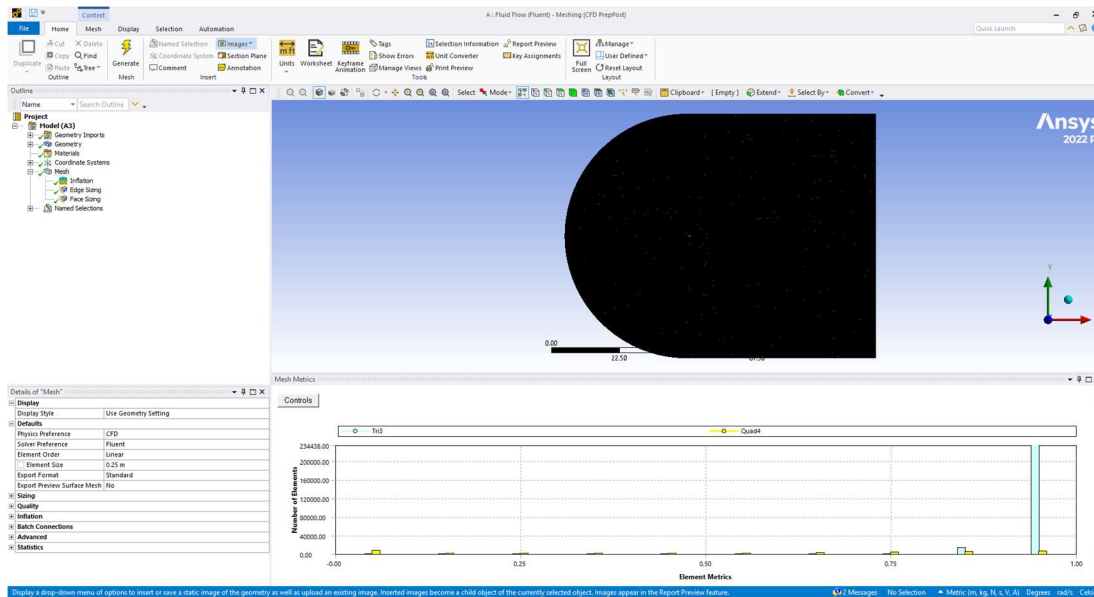 Context
A : Fluid Flow (Fluent) - Meshing [CFD PrepPost]
File Home Mesh Display Selection Automation
Quick Launch
Duplicate
Cut
Copy
Paste
Delete
Find
Tree
Outline
Generate
Mesh
Named Selection
Coordinate System
Comment
Images
Section Plane
Annotation
Insert
Units
Worksheet
Keyframe
Animation
Tags
Show Errors
Manage Views
Selection Information
Unit Converter
Print Preview
Report Preview
Key Assignments
Tools
Full
Screen
Manage
User Defined
Reset Layout
Layout
Outline
Name Search Outline
Select Mode Clipboard [ Empty ] Extend Select By Convert
Project
Model (A3)
Geometry Imports
Geometry
Materials
Coordinate Systems
Mesh
Inflation
Edge Sizing
Face Sizing
Named Selections
Ansys
2022
Y
0.00
22.50
Details of "Mesh"
Display
Display Style Use Geometry Setting
Defaults
Physics Preference CFD
Solver Preference Fluent
Element Order Linear
Element Size 0.25 m
Export Format Standard
Export Preview Surface Mesh No
Sizing
Quality
Inflation
Batch Connections
Advanced
Statistics
Mesh Metrics
Controls
Tri3 Quad4
Number of Elements
234438.00
200000.00
160000.00
120000.00
80000.00
40000.00
0.00
-0.00 0.25 0.50 0.75 1.00
Element Metrics
Display a drop-down menu of options to insert or save a static image of the geometry as well as upload an existing image. Inserted images become a child object of the currently selected object. Images appear in the Report Preview feature.
2 Messages No Selection Metric (m, kg, N, s, V, A) Degrees rad/s Celsi